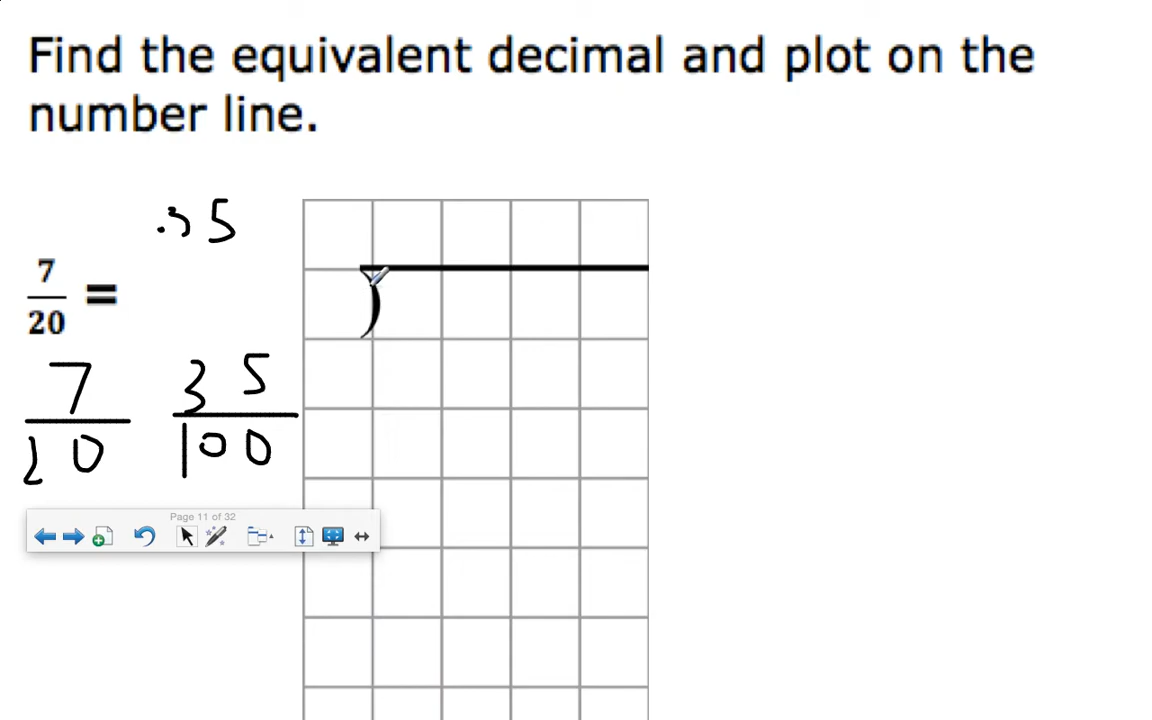 Find the equivalent decimal and plot on the
number line.
.35
7
20
=
7
20
35
100
Page 11 of 32